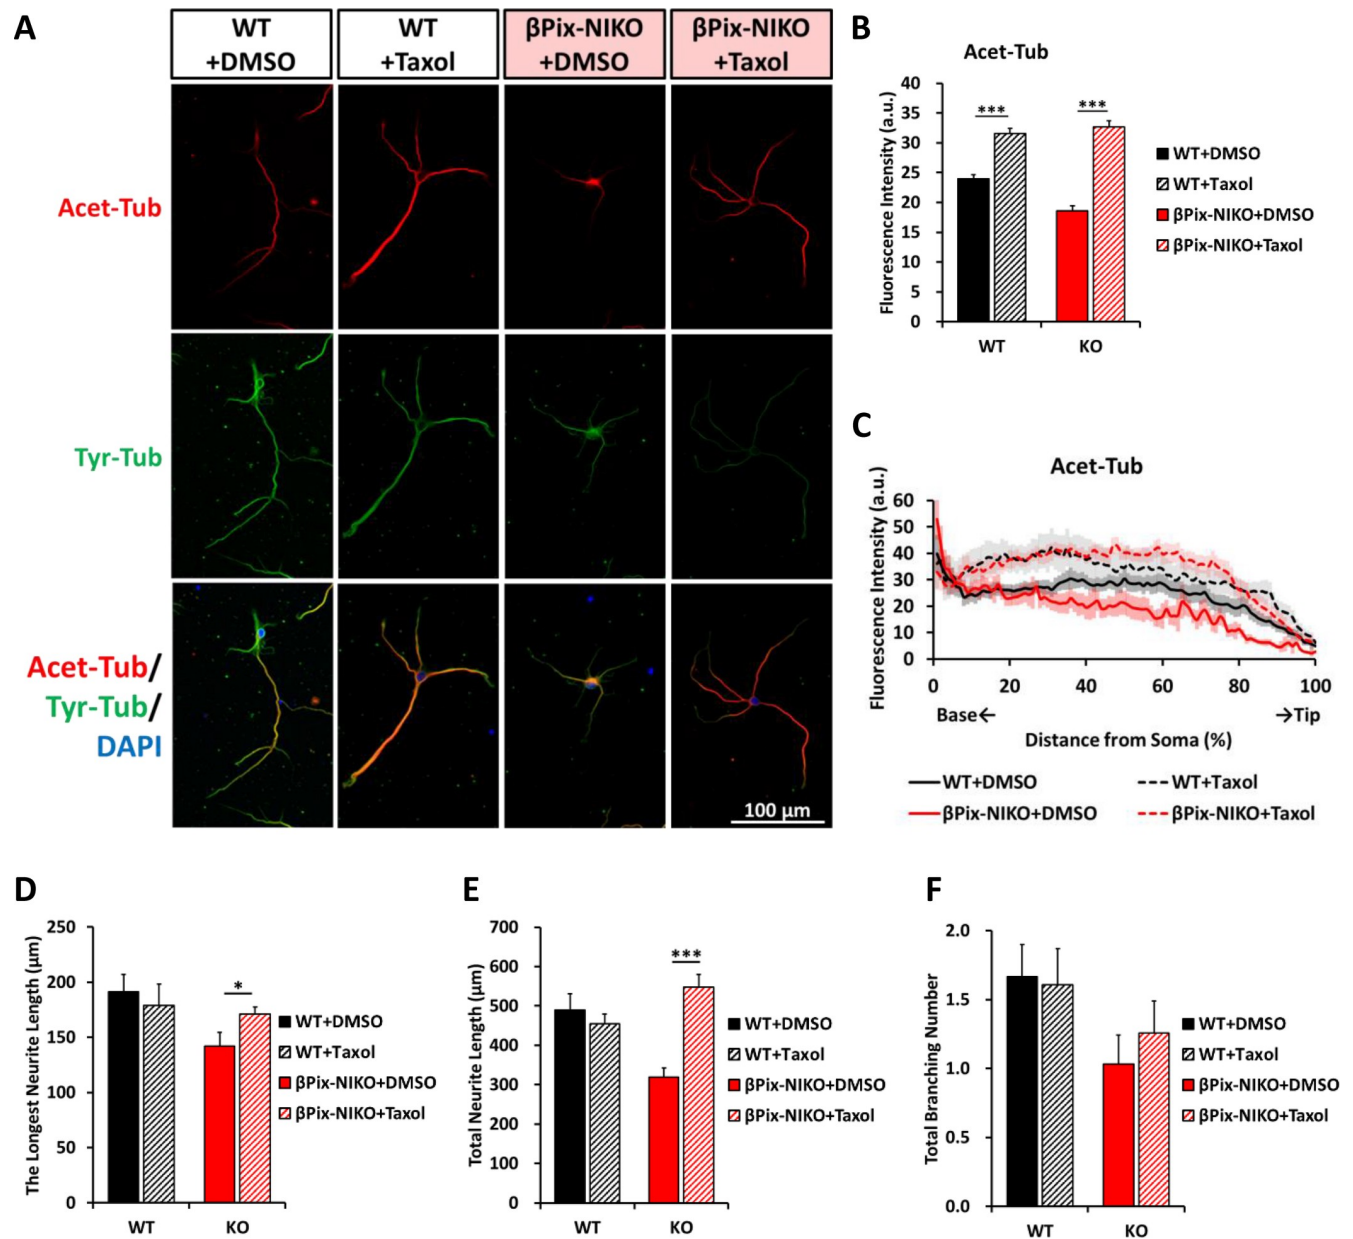 A
WT
+DMSO
WT
+Taxol
βPix-NIKO
+DMSO
βPix-NIKO
+Taxol
Acet-Tub
Tyr-Tub
Acet-Tub/
Tyr-Tub/
DAPI
100 µm
B
Acet-Tub
Fluorescence Intensity (a.u.)
40
35
30
25
20
15
10
5
0
***
***
WT
KO
WT+DMSO
WT+Taxol
βPix-NIKO+DMSO
βPix-NIKO+Taxol
C
Acet-Tub
Fluorescence Intensity (a.u.)
60
50
40
30
20
10
0
0 20 40 60 80 100
Base← →Tip
Distance from Soma (%)
WT+DMSO
WT+Taxol
βPix-NIKO+DMSO
βPix-NIKO+Taxol
D
The Longest Neurite Length (µm)
250
200
150
100
50
0
*
WT
KO
WT+DMSO
WT+Taxol
βPix-NIKO+DMSO
βPix-NIKO+Taxol
E
Total Neurite Length (µm)
700
600
500
400
300
200
100
0
***
WT
KO
WT+DMSO
WT+Taxol
βPix-NIKO+DMSO
βPix-NIKO+Taxol
F
Total Branching Number
2.0
1.5
1.0
0.5
0.0
WT
KO
WT+DMSO
WT+Taxol
βPix-NIKO+DMSO
βPix-NIKO+Taxol